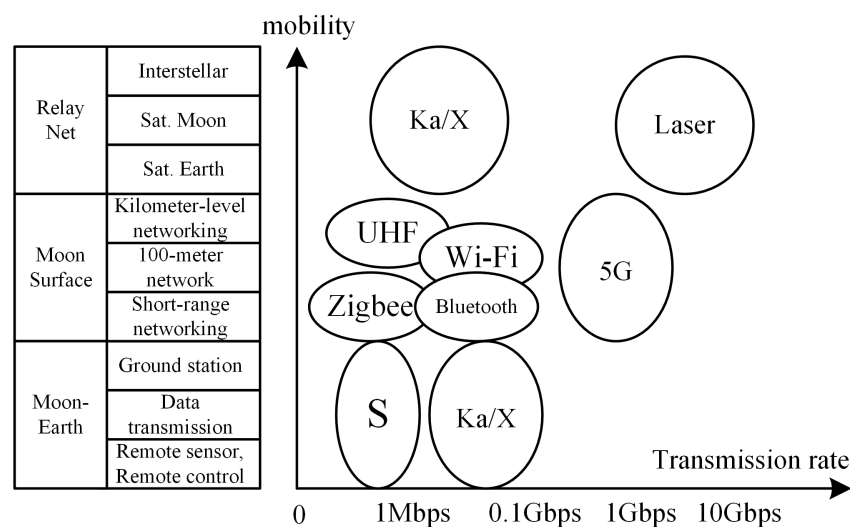 mobility
Relay
Net
Interstellar
Sat. Moon
Sat. Earth
Ka/X
Laser
Moon
Surface
Kilometer-level
networking
100-meter
network
Short-range
networking
UHF
Wi-Fi
5G
Zigbee
Bluetooth
Moon-
Earth
Ground station
Data
transmission
Remote sensor,
Remote control
S
Ka/X
Transmission rate
0
1Mbps
0.1Gbps
1Gbps
10Gbps